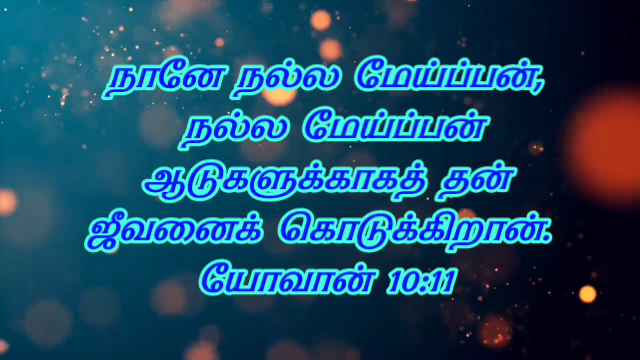 நானே நல்ல மேய்ப்பன்,
நல்ல மேய்ப்பன்
ஆடுகளுக்காகத் தன்
ஜீவனைக் கொடுக்கிறான்.
யோவான் 10:11